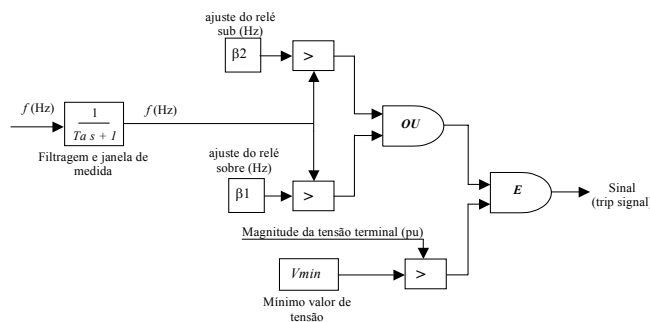 ajuste do relé
sub (Hz)
β2
>
f (Hz)
1
Ta s + 1
f (Hz)
Filtragem e janela de
medida
OU
ajuste do relé
sobre (Hz)
β1
>
E
Sinal
(trip signal)
Magnitude da tensão terminal (pu)
Vmin
>
Mínimo valor de
tensão